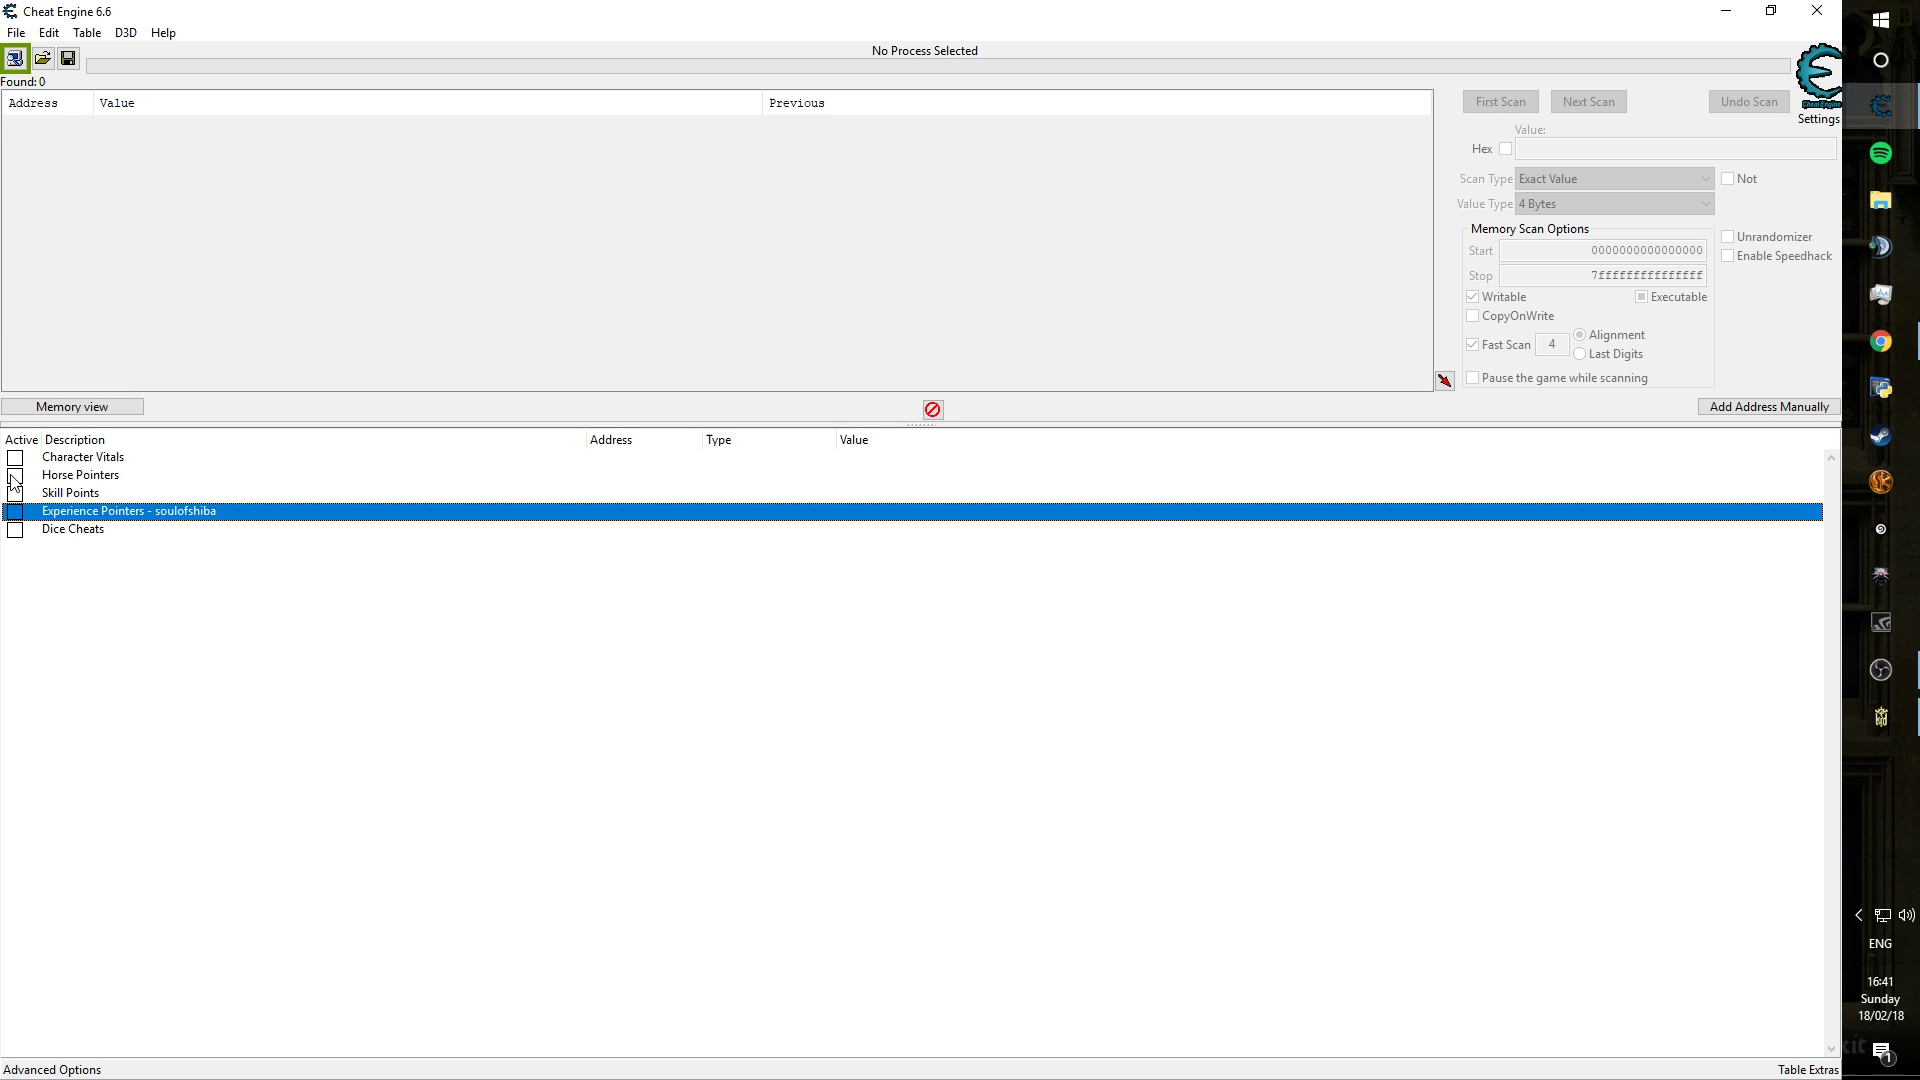 Cheat Engine 6.6
File Edit Table D3D Help
No Process Selected
Found: 0
Address Value Previous
First Scan Next Scan Undo Scan
Cheat Engine
Settings
Value:
Hex
Scan Type Exact Value Not
Value Type 4 Bytes
Memory Scan Options
Unrandomizer
Start 0000000000000000
Enable Speedhack
Stop 7fffffffffffffff
Writable Executable
CopyOnWrite
Alignment
Fast Scan 4
Last Digits
Pause the game while scanning
Memory view Add Address Manually
Active Description Address Type Value
Character Vitals
Horse Pointers
Skill Points
Experience Pointers - soulofshiba
Dice Cheats
ENG
16:41
Sunday
18/02/18
1
Advanced Options Table Extras